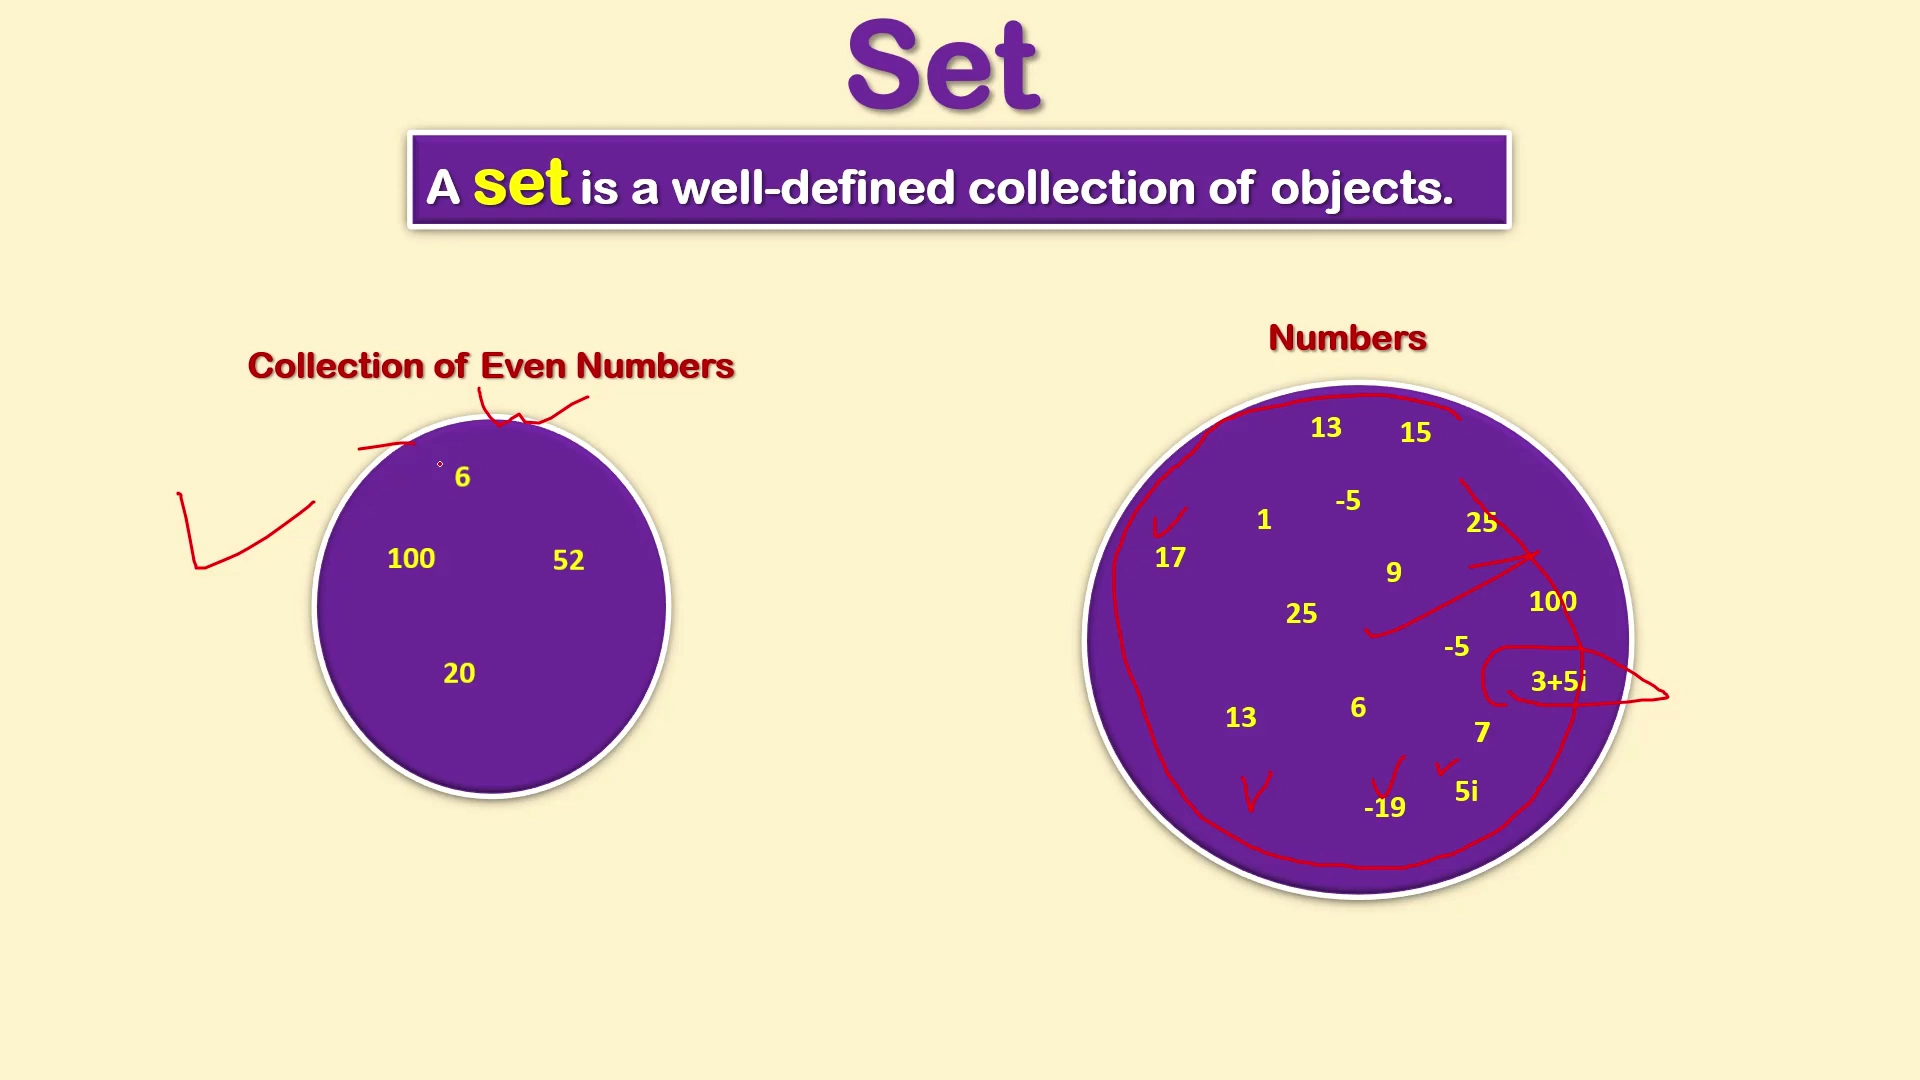 Set
A set is a well-defined collection of objects.
Collection of Even Numbers
6
100 52
20
Numbers
13 15
-5
1 25
17
9
25 100
-5
3+5i
13 6
7
-19 5i